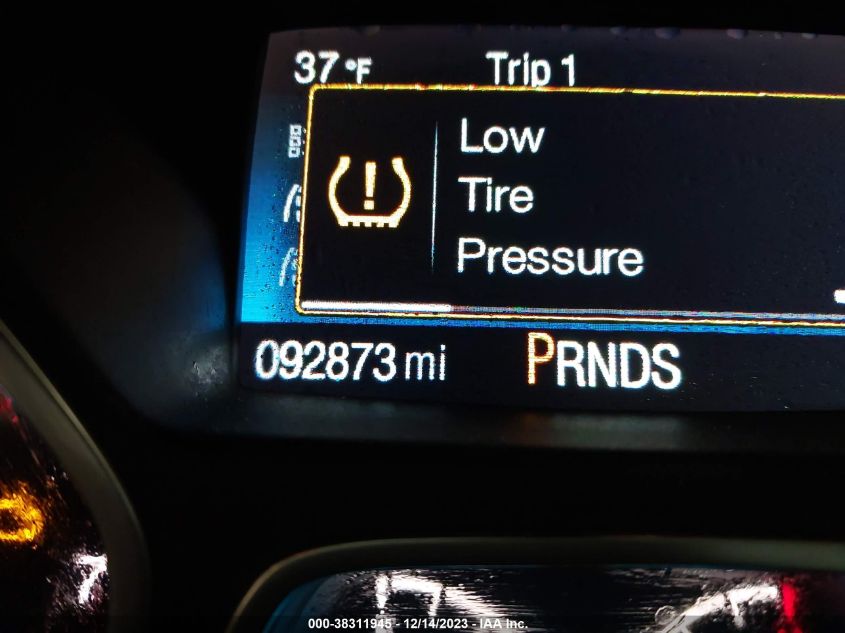 37 °F Trip 1
Low
Tire
Pressure
092873 mi PRNDS
000-38311945 - 12/14/2023 - IAA Inc.